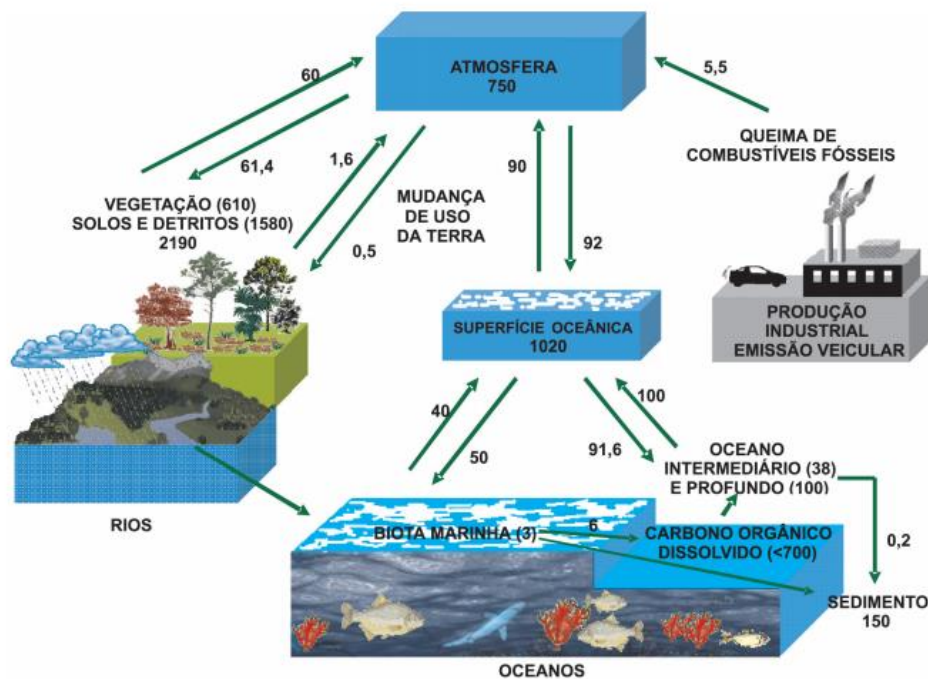 ATMOSFERA
750
60
5,5
61,4
1,6
0,5
90
92
QUEIMA DE
COMBUSTÍVEIS FÓSSEIS
VEGETAÇÃO (610)
SOLOS E DETRITOS (1580)
2190
MUDANÇA
DE USO
DA TERRA
SUPERFÍCIE OCEÂNICA
1020
PRODUÇÃO
INDUSTRIAL
EMISSÃO VEICULAR
40
50
91,6
100
OCEANO
INTERMEDIÁRIO (38)
E PROFUNDO (100)
RIOS
BIOTA MARINHA (3)
6
CARBONO ORGÂNICO
DISSOLVIDO (<700)
0,2
SEDIMENTO
150
OCEANOS